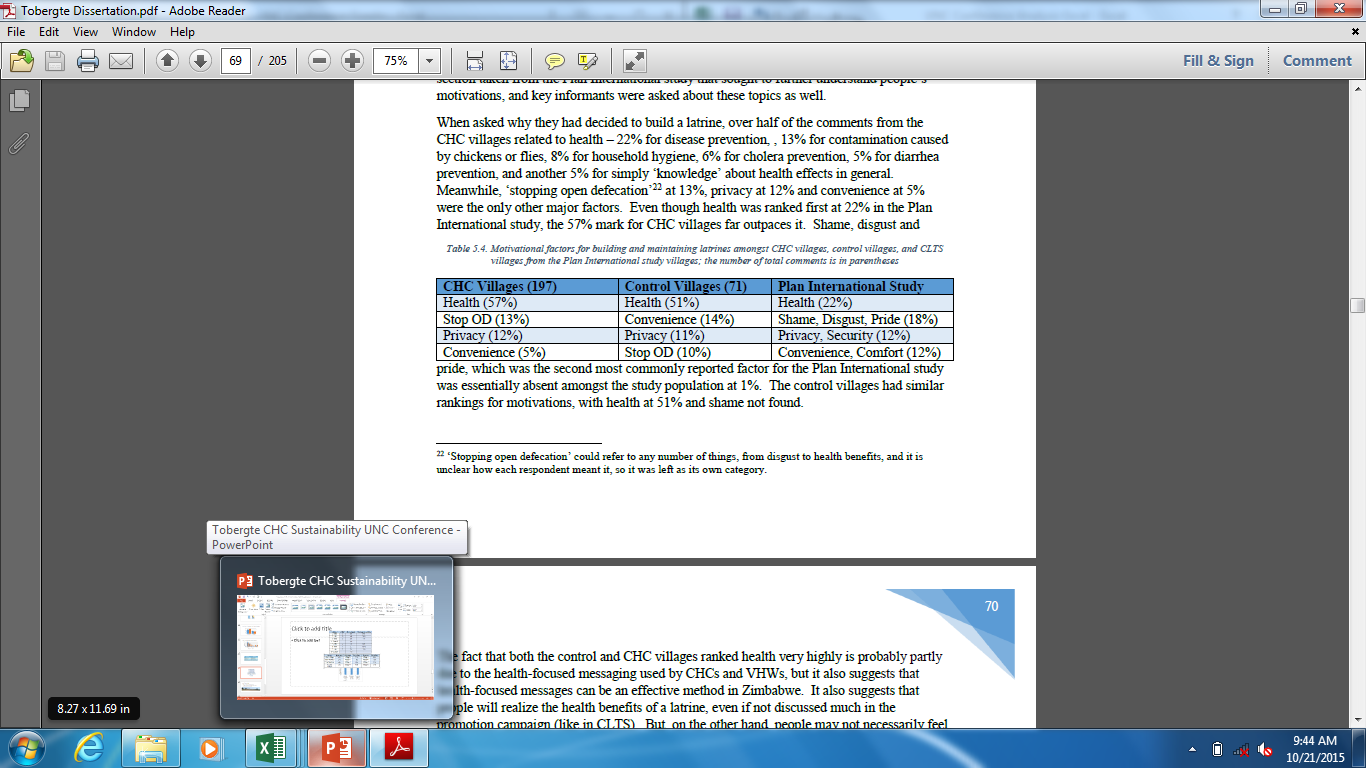 Tobergte Dissertation.pdf - Adobe Reader
File Edit View Window Help
69 / 205 75% Fill & Sign Comment
section taken from the Plan International study that sought to further understand people's
motivations, and key informants were asked about these topics as well.
When asked why they had decided to build a latrine, over half of the comments from the
CHC villages related to health – 22% for disease prevention, , 13% for contamination caused
by chickens or flies, 8% for household hygiene, 6% for cholera prevention, 5% for diarrhea
prevention, and another 5% for simply ‘knowledge’ about health effects in general.
Meanwhile, ‘stopping open defecation’22 at 13%, privacy at 12% and convenience at 5%
were the only other major factors. Even though health was ranked first at 22% in the Plan
International study, the 57% mark for CHC villages far outpaces it. Shame, disgust and
Table 5.4. Motivational factors for building and maintaining latrines amongst CHC villages, control villages, and CLTS
villages from the Plan International study villages; the number of total comments is in parentheses
CHC Villages (197) Control Villages (71) Plan International Study
Health (57%) Health (51%) Health (22%)
Stop OD (13%) Convenience (14%) Shame, Disgust, Pride (18%)
Privacy (12%) Privacy (11%) Privacy, Security (12%)
Convenience (5%) Stop OD (10%) Convenience, Comfort (12%)
pride, which was the second most commonly reported factor for the Plan International study
was essentially absent amongst the study population at 1%. The control villages had similar
rankings for motivations, with health at 51% and shame not found.
22 ‘Stopping open defecation’ could refer to any number of things, from disgust to health benefits, and it is
unclear how each respondent meant it, so it was left as its own category.
Tobergte CHC Sustainability UNC Conference -
PowerPoint
Tobergte CHC Sustainability UN...
Click to add title
70
fact that both the control and CHC villages ranked health very highly is probably partly
to the health-focused messaging used by CHCs and VHWs, but it also suggests that
health-focused messages can be an effective method in Zimbabwe. It also suggests that
people will realize the health benefits of a latrine, even if not discussed much in the
promotion campaign (like in CLTS). But, on the other hand, people may not necessarily feel
8.27 x 11.69 in
9:44 AM
10/21/2015